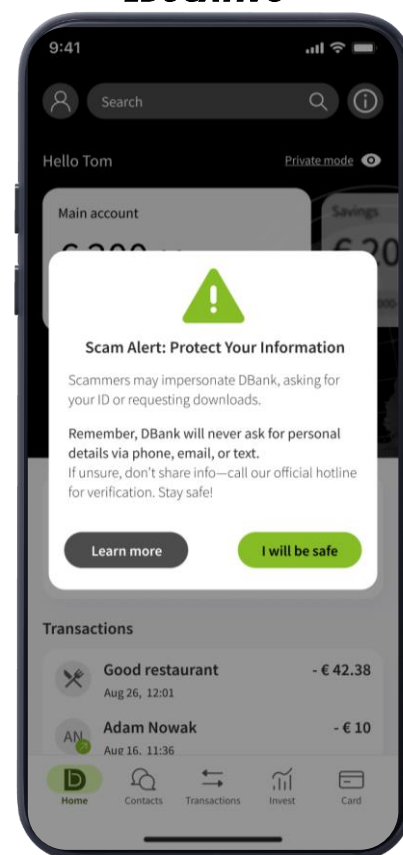 9:41
Search
Hello Tom
Private mode
Main account
Savings
Scam Alert: Protect Your Information
Scammers may impersonate DBank, asking for
your ID or requesting downloads.
Remember, DBank will never ask for personal
details via phone, email, or text.
If unsure, don't share info—call our official hotline
for verification. Stay safe!
Learn more
I will be safe
Transactions
Good restaurant
- € 42.38
Aug 26, 12:01
AN
Adam Nowak
- € 10
Aug 16, 11:36
Home
Contacts
Transactions
Invest
Card